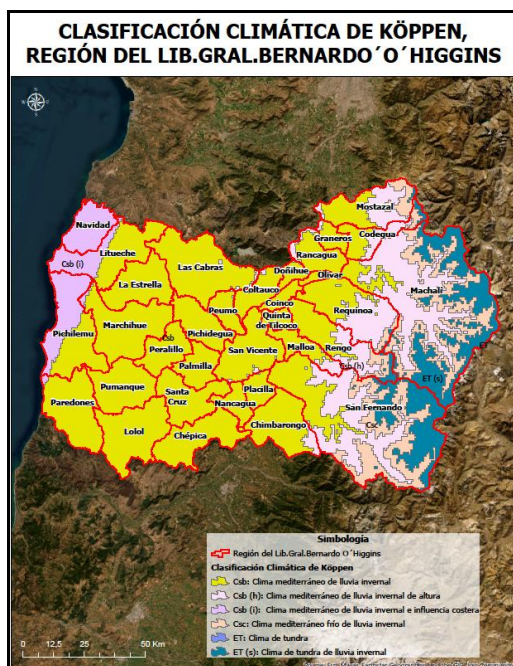 CLASIFICACIÓN CLIMÁTICA DE KÖPPEN,
REGIÓN DEL LIB.GRAL.BERNARDO´O´HIGGINS
Mostazal
Navidad
Codegua
Graneros
Litueche
Rancagua
Csb (i)
Las Cabras
Doñihue
Olivar
Machalí
La Estrella
Coltauco
Coinco
Requinoa
Peumo
Quinta
de Tilcoco
Pichilemu
Marchihue
Csb
Pichidegua
Malloa
Rengo
ET
Peralillo
San Vicente
Csb (h)
Palmilla
ET (s)
Pumanque
Santa
Cruz
Placilla
Paredones
Nancagua
San Fernando
Chimbarongo
Csc
Lolol
Chépica
Simbología
Región del Lib.Gral.Bernardo O´Higgins
Clasificación Climática de Köppen
Csb: Clima mediterráneo de lluvia invernal
Csb (h): Clima mediterráneo de lluvia invernal de altura
Csb (i): Clima mediterráneo de lluvia invernal e influencia costera
Csc: Clima mediterráneo frío de lluvia invernal
ET: Clima de tundra
ET (s): Clima de tundra de lluvia invernal
0 12,5 25 50 Km